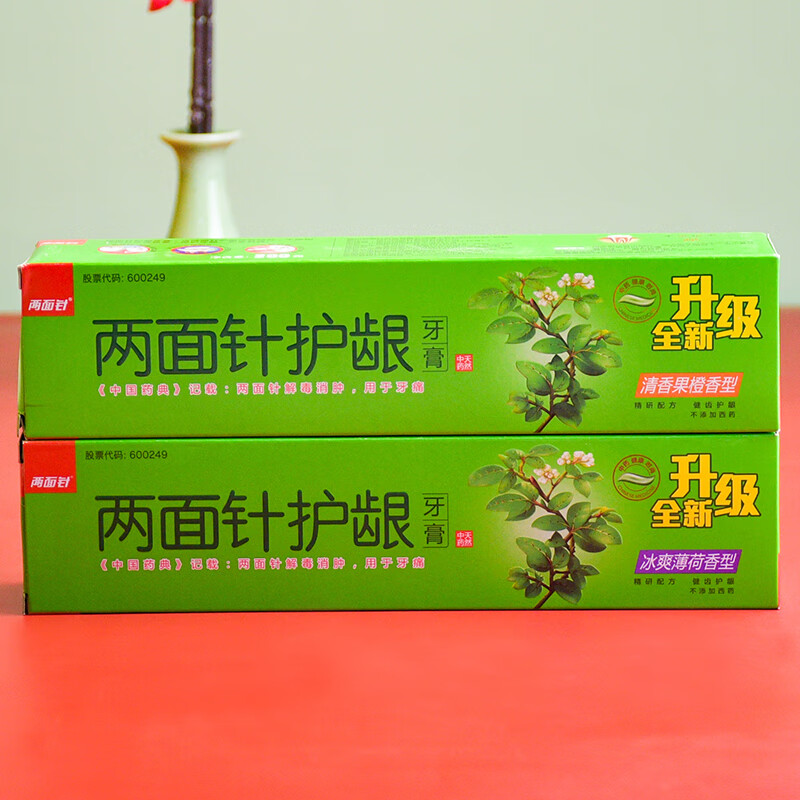 股票代码: 600249
两面针®
两面针护龈
牙膏
中天
药然
《中国药典》记载：两面针解毒消肿，用于牙痛
全新升级
清香果橙香型
精研配方 健齿护龈
不添加西药
股票代码: 600249
两面针®
两面针护龈
牙膏
中天
药然
《中国药典》记载：两面针解毒消肿，用于牙痛
全新升级
冰爽薄荷香型
精研配方 健齿护龈
不添加西药